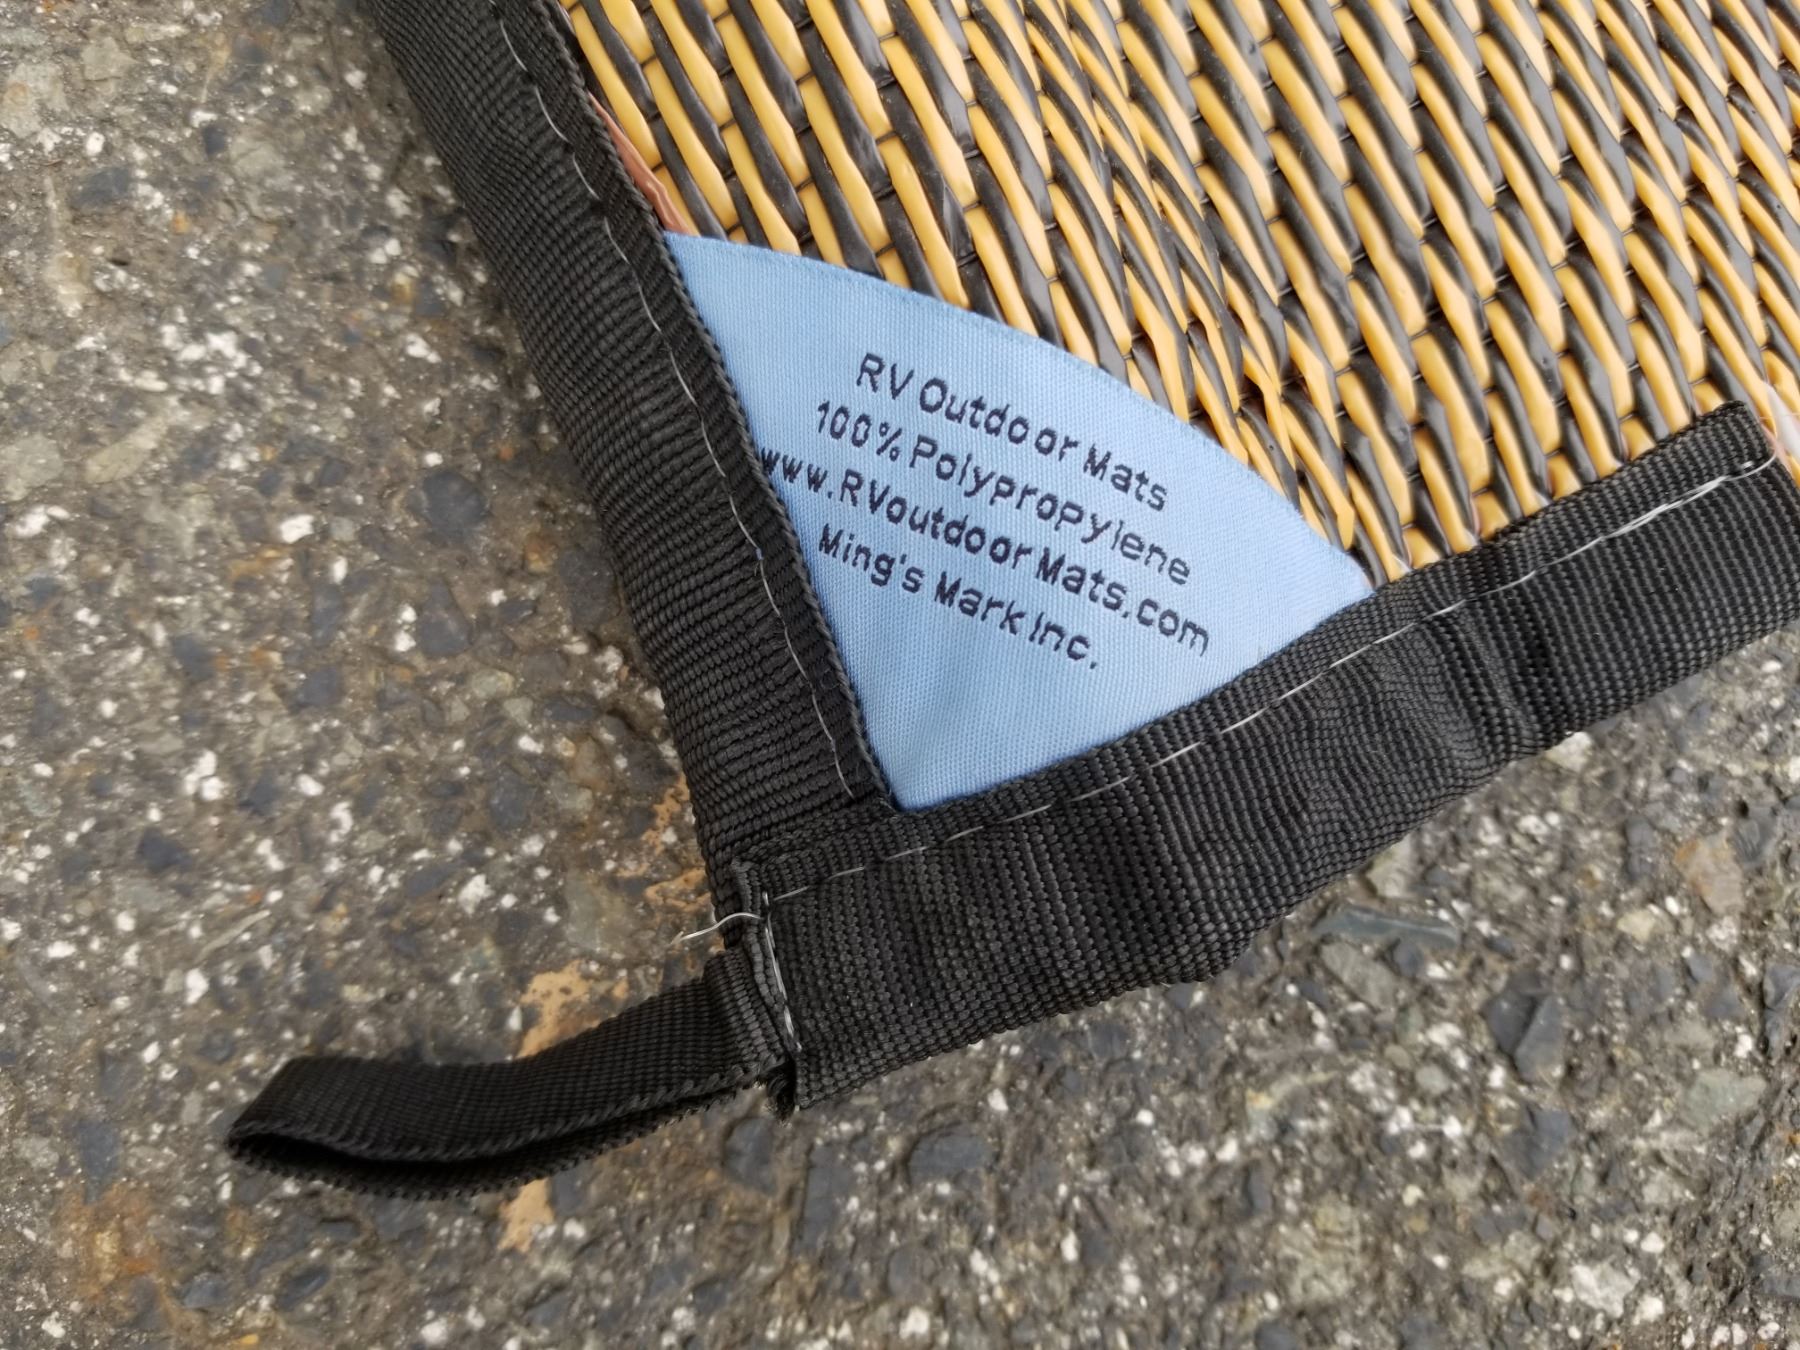 RV Outdoor Mats
100% Polypropylene
www.RVoutdoorMats.com
Ming's Mark Inc.